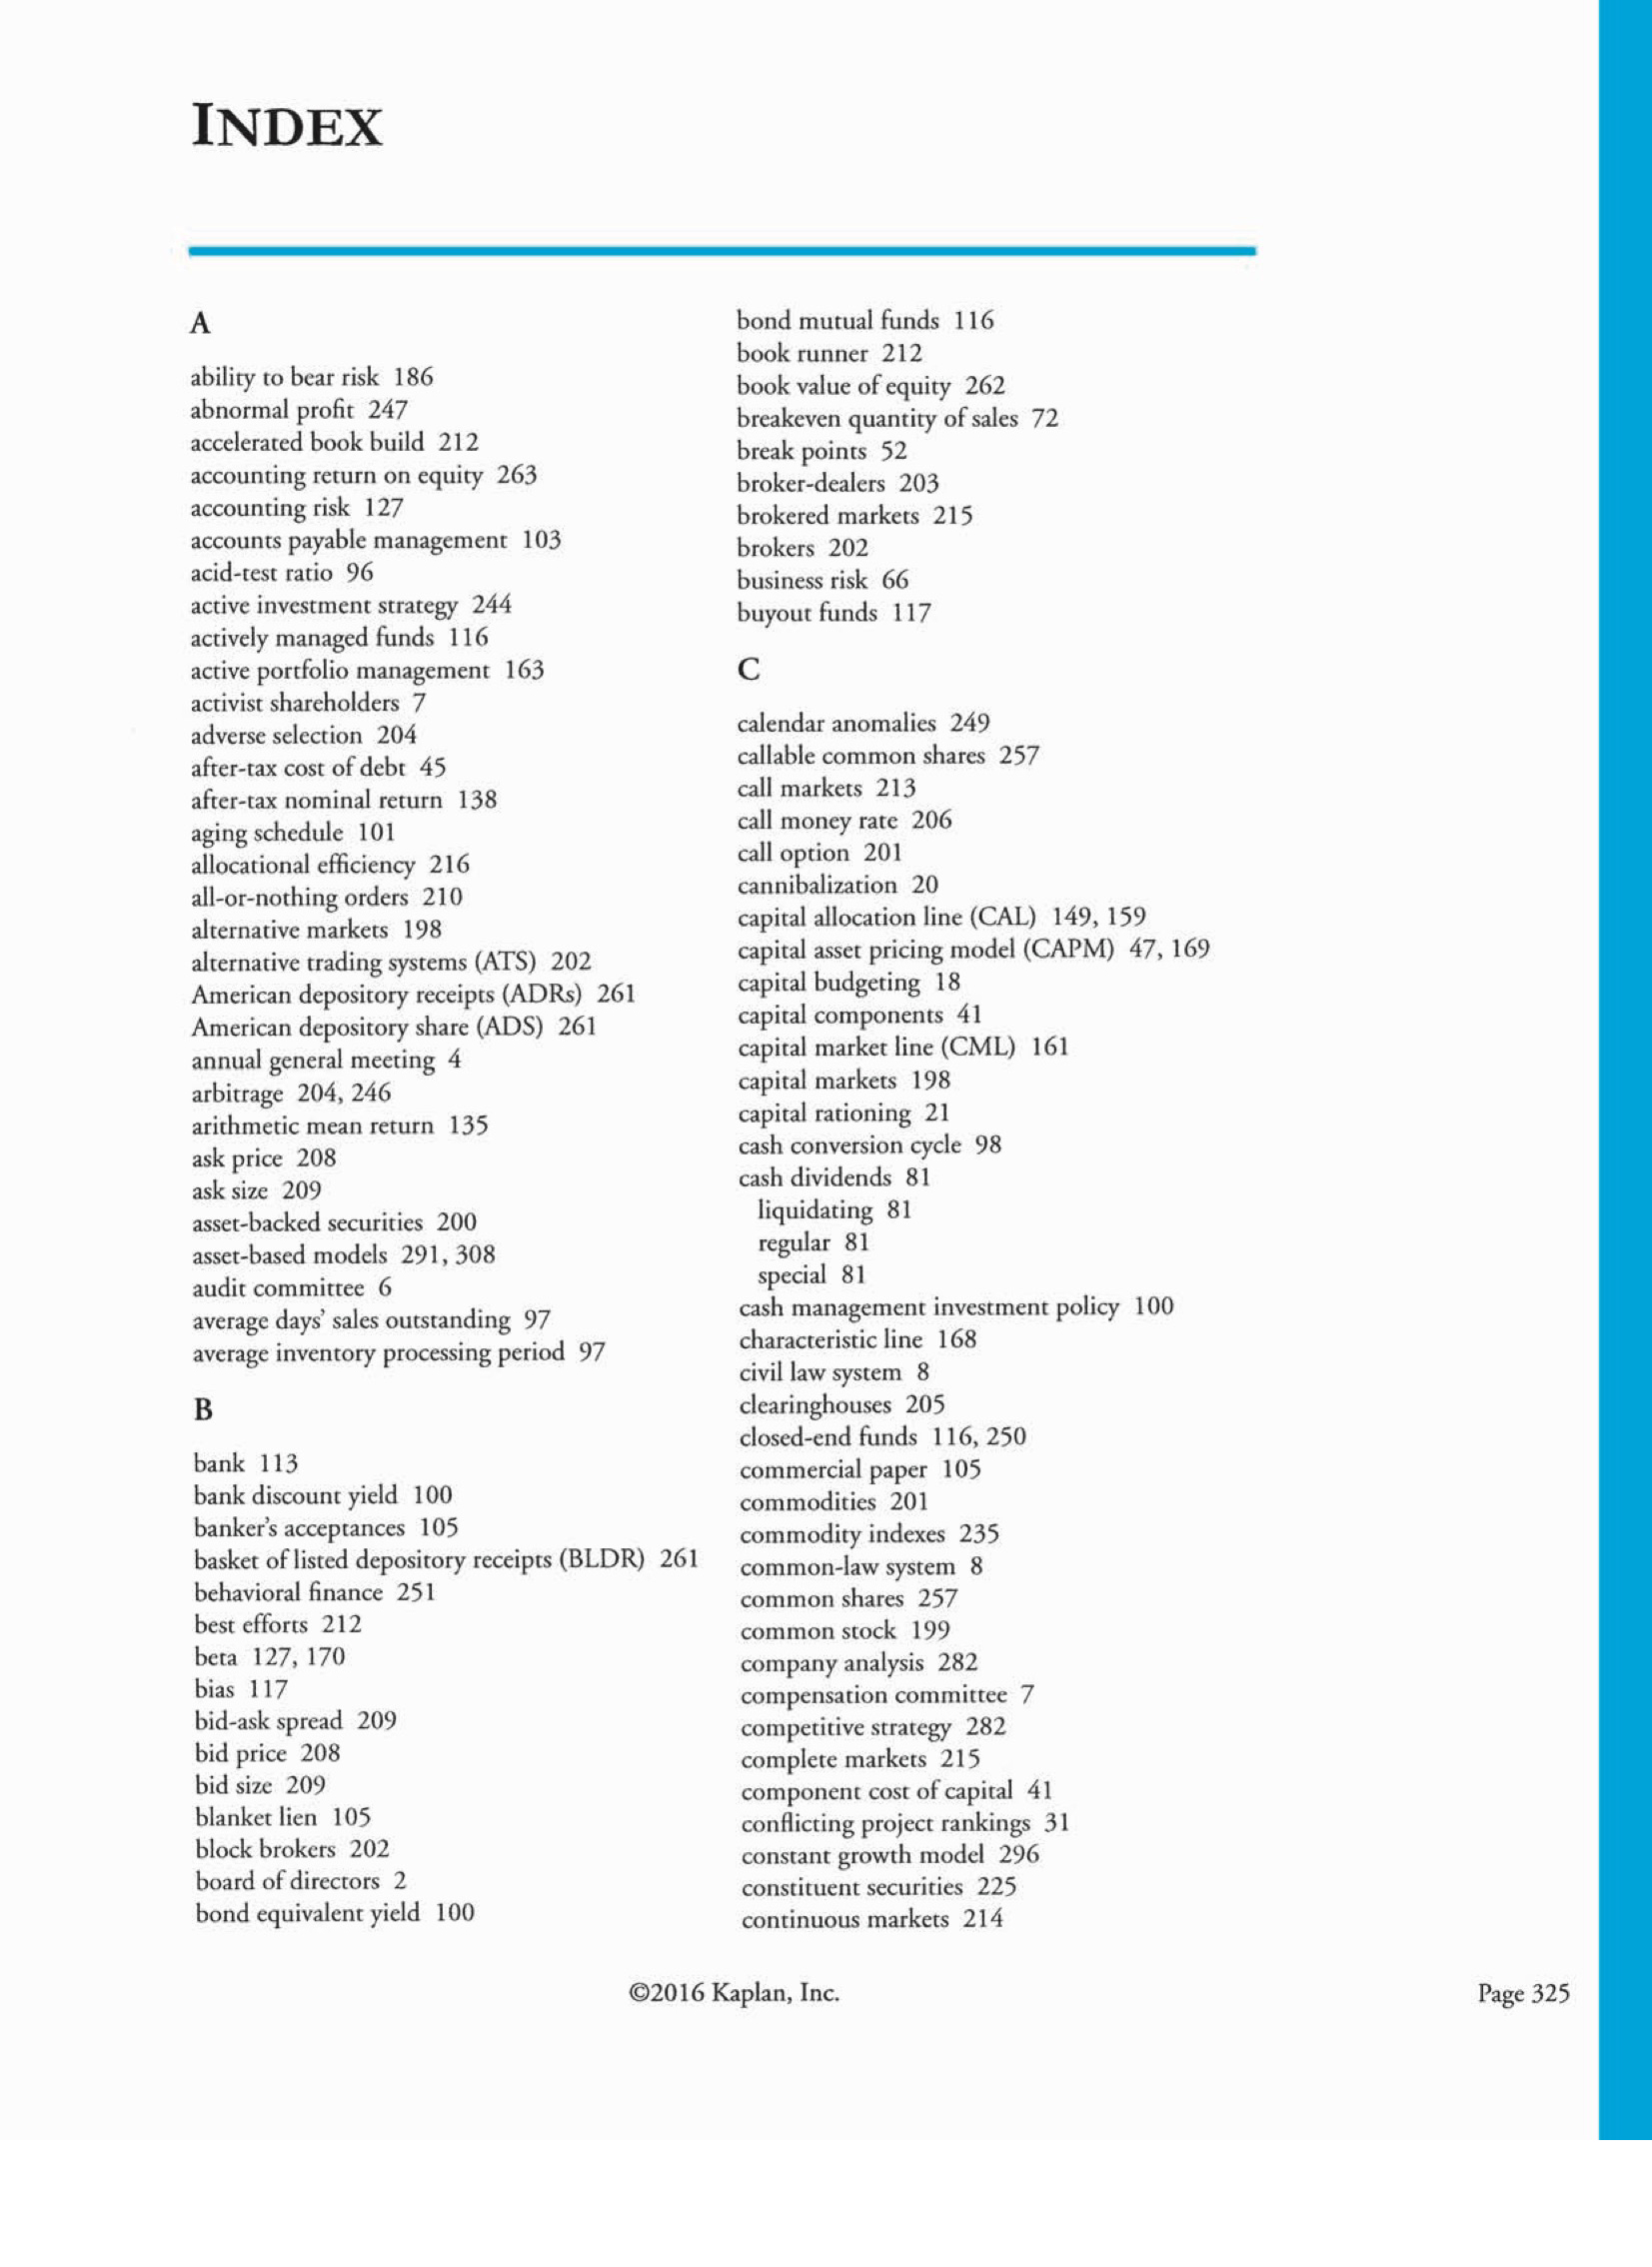 INDEX
A
ability to bear risk 186
abnormal profit 247
accelerated book build 212
accounting return on equity 263
accounting risk 127
accounts payable management 103
acid-test ratio 96
active investment strategy 244
actively managed funds 116
active portfolio management 163
activist shareholders 7
adverse selection 204
after-tax cost of debt 45
after-tax nominal return 138
aging schedule 101
allocational efficiency 216
all-or-nothing orders 210
alternative markets 198
alternative trading systems (ATS) 202
American depository receipts (ADRs) 261
American depository share (ADS) 261
annual general meeting 4
arbitrage 204, 246
arithmetic mean return 135
ask price 208
ask size 209
asset-backed securities 200
asset-based models 291, 308
audit committee 6
average days’ sales outstanding 97
average inventory processing period 97
B
bank 113
bank discount yield 100
banker’s acceptances 105
basket of listed depository receipts (BLDR) 261
behavioral finance 251
best efforts 212
beta 127, 170
bias 117
bid-ask spread 209
bid price 208
bid size 209
blanket lien 105
block brokers 202
board of directors 2
bond equivalent yield 100
bond mutual funds 116
book runner 212
book value of equity 262
breakeven quantity of sales 72
break points 52
broker-dealers 203
brokered markets 215
brokers 202
business risk 66
buyout funds 117
C
calendar anomalies 249
callable common shares 257
call markets 213
call money rate 206
call option 201
cannibalization 20
capital allocation line (CAL) 149, 159
capital asset pricing model (CAPM) 47, 169
capital budgeting 18
capital components 41
capital market line (CML) 161
capital markets 198
capital rationing 21
cash conversion cycle 98
cash dividends 81
liquidating 81
regular 81
special 81
cash management investment policy 100
characteristic line 168
civil law system 8
clearinghouses 205
closed-end funds 116, 250
commercial paper 105
commodities 201
commodity indexes 235
common-law system 8
common shares 257
common stock 199
company analysis 282
compensation committee 7
competitive strategy 282
complete markets 215
component cost of capital 41
conflicting project rankings 31
constant growth model 296
constituent securities 225
continuous markets 214
©2016 Kaplan, Inc.
Page 325